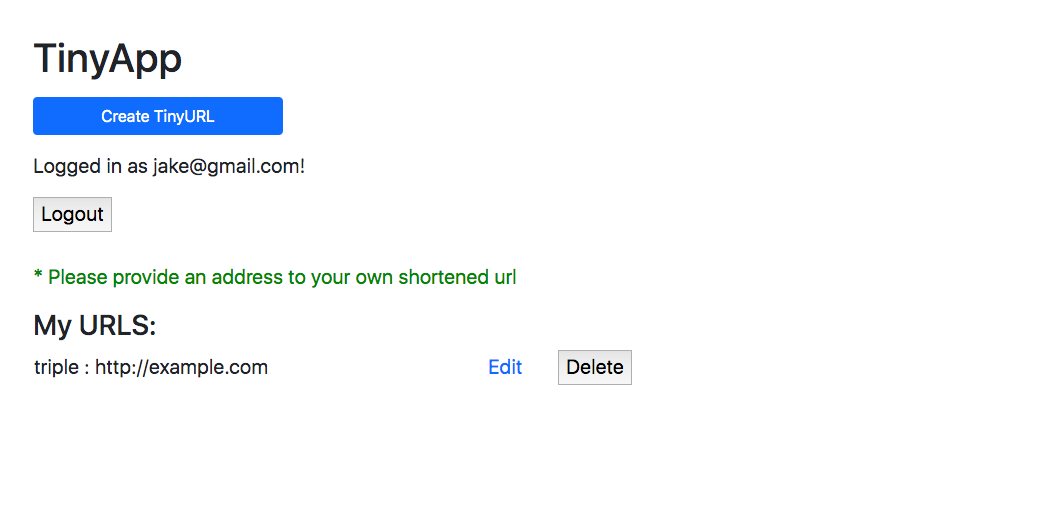 TinyApp
Create TinyURL
Logged in as jake@gmail.com!
Logout
* Please provide an address to your own shortened url
My URLS:
triple : http://example.com Edit Delete